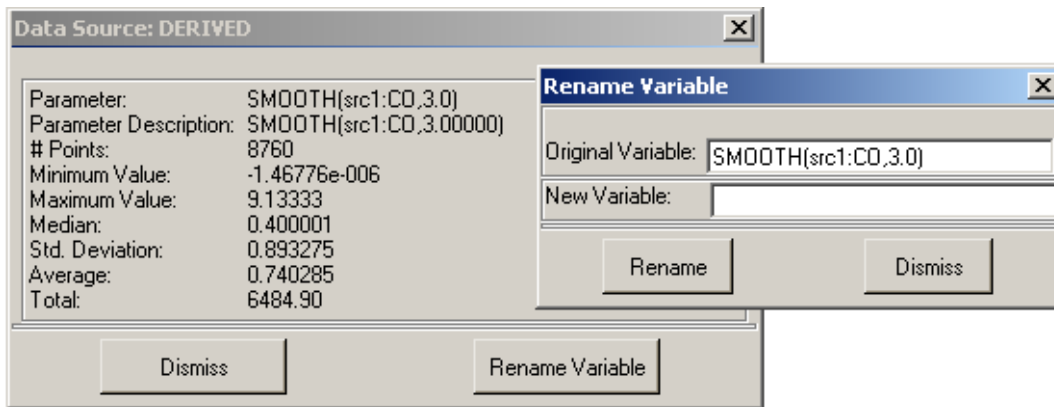 Data Source: DERIVED
Parameter: SMOOTH(src1:CO,3.0)
Parameter Description: SMOOTH(src1:CO,3.00000)
# Points: 8760
Minimum Value: -1.46776e-006
Maximum Value: 9.13333
Median: 0.400001
Std. Deviation: 0.893275
Average: 0.740285
Total: 6484.90
Dismiss Rename Variable
Rename Variable
Original Variable: SMOOTH(src1:CO,3.0)
New Variable:
Rename Dismiss